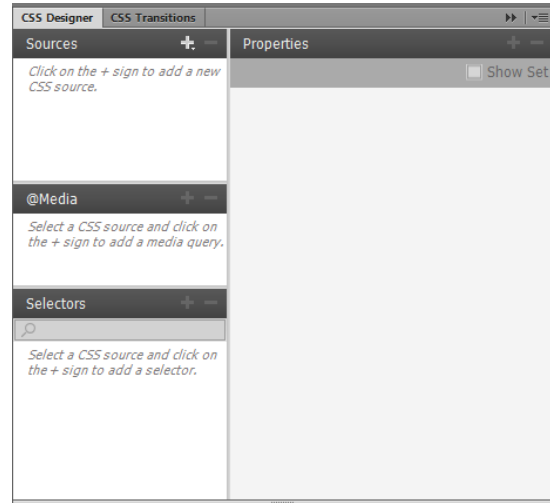 CSS Designer
CSS Transitions
Sources
Click on the + sign to add a new
CSS source.
@Media
Select a CSS source and click on
the + sign to add a media query.
Selectors
Select a CSS source and click on
the + sign to add a selector.
Properties
Show Set